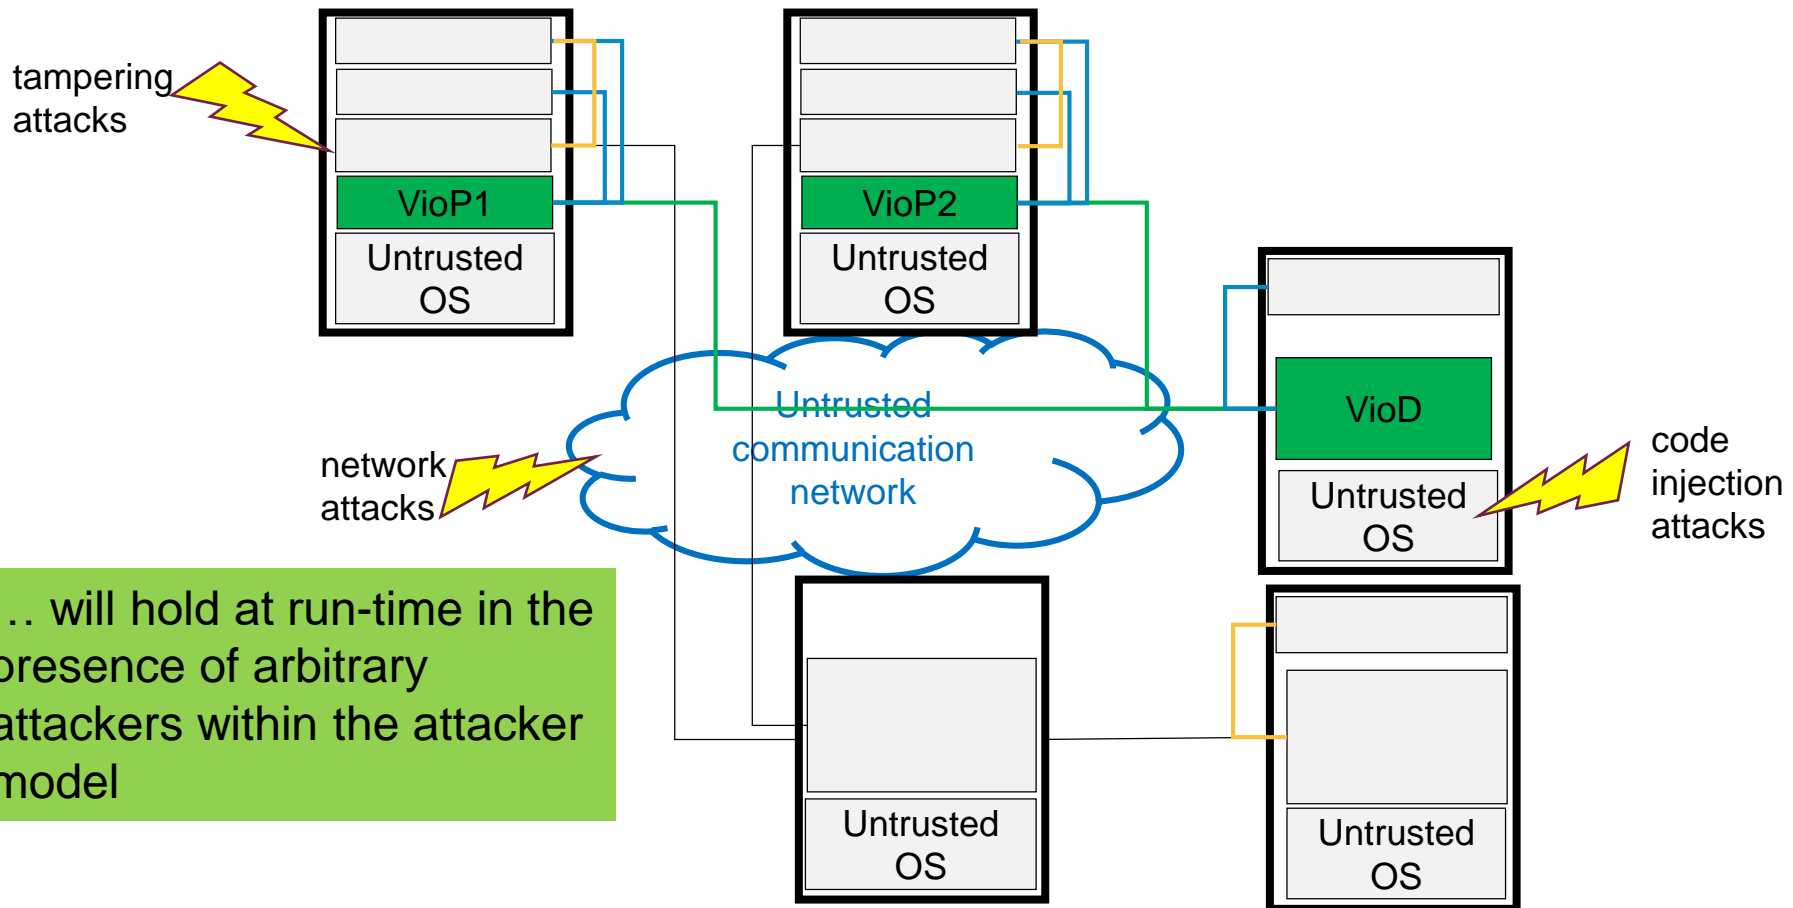 tampering
attacks
VioP1
Untrusted
OS
VioP2
Untrusted
OS
Untrusted
communication
network
network
attacks
VioD
Untrusted
OS
code
injection
attacks
… will hold at run-time in the
presence of arbitrary
attackers within the attacker
model
Untrusted
OS
Untrusted
OS